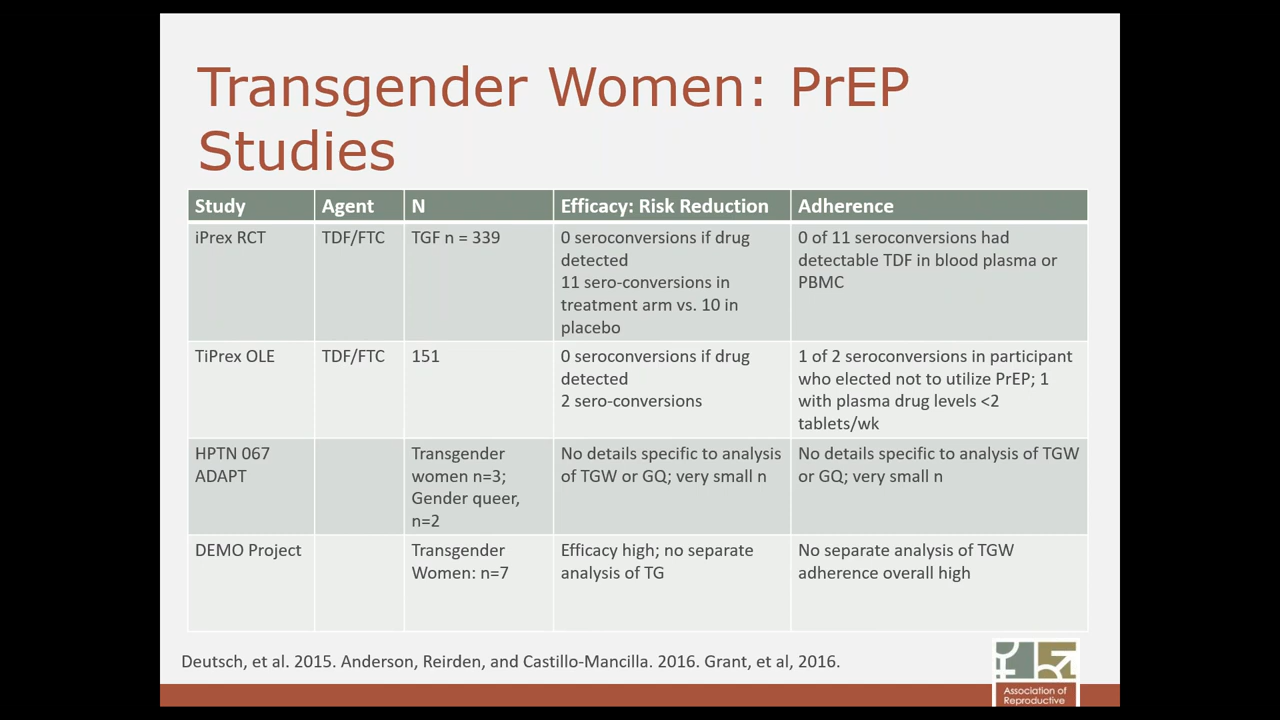 Transgender Women: PrEP
Studies
Study Agent N Efficacy: Risk Reduction Adherence
iPrex RCT TDF/FTC TGF n = 339
0 seroconversions if drug
detected
11 sero-conversions in
treatment arm vs. 10 in
placebo
0 of 11 seroconversions had
detectable TDF in blood plasma or
PBMC
TiPrex OLE TDF/FTC 151
0 seroconversions if drug
detected
2 sero-conversions
1 of 2 seroconversions in participant
who elected not to utilize PrEP; 1
with plasma drug levels <2
tablets/wk
HPTN 067
ADAPT
Transgender
women n=3;
Gender queer,
n=2
No details specific to analysis
of TGW or GQ; very small n
No details specific to analysis of TGW
or GQ; very small n
DEMO Project
Transgender
Women: n=7
Efficacy high; no separate
analysis of TG
No separate analysis of TGW
adherence overall high
Deutsch, et al. 2015. Anderson, Reirden, and Castillo-Mancilla. 2016. Grant, et al, 2016.
Association of
Reproductive